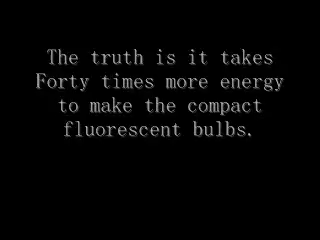 The truth is it takes
Forty times more energy
to make the compact
fluorescent bulbs.